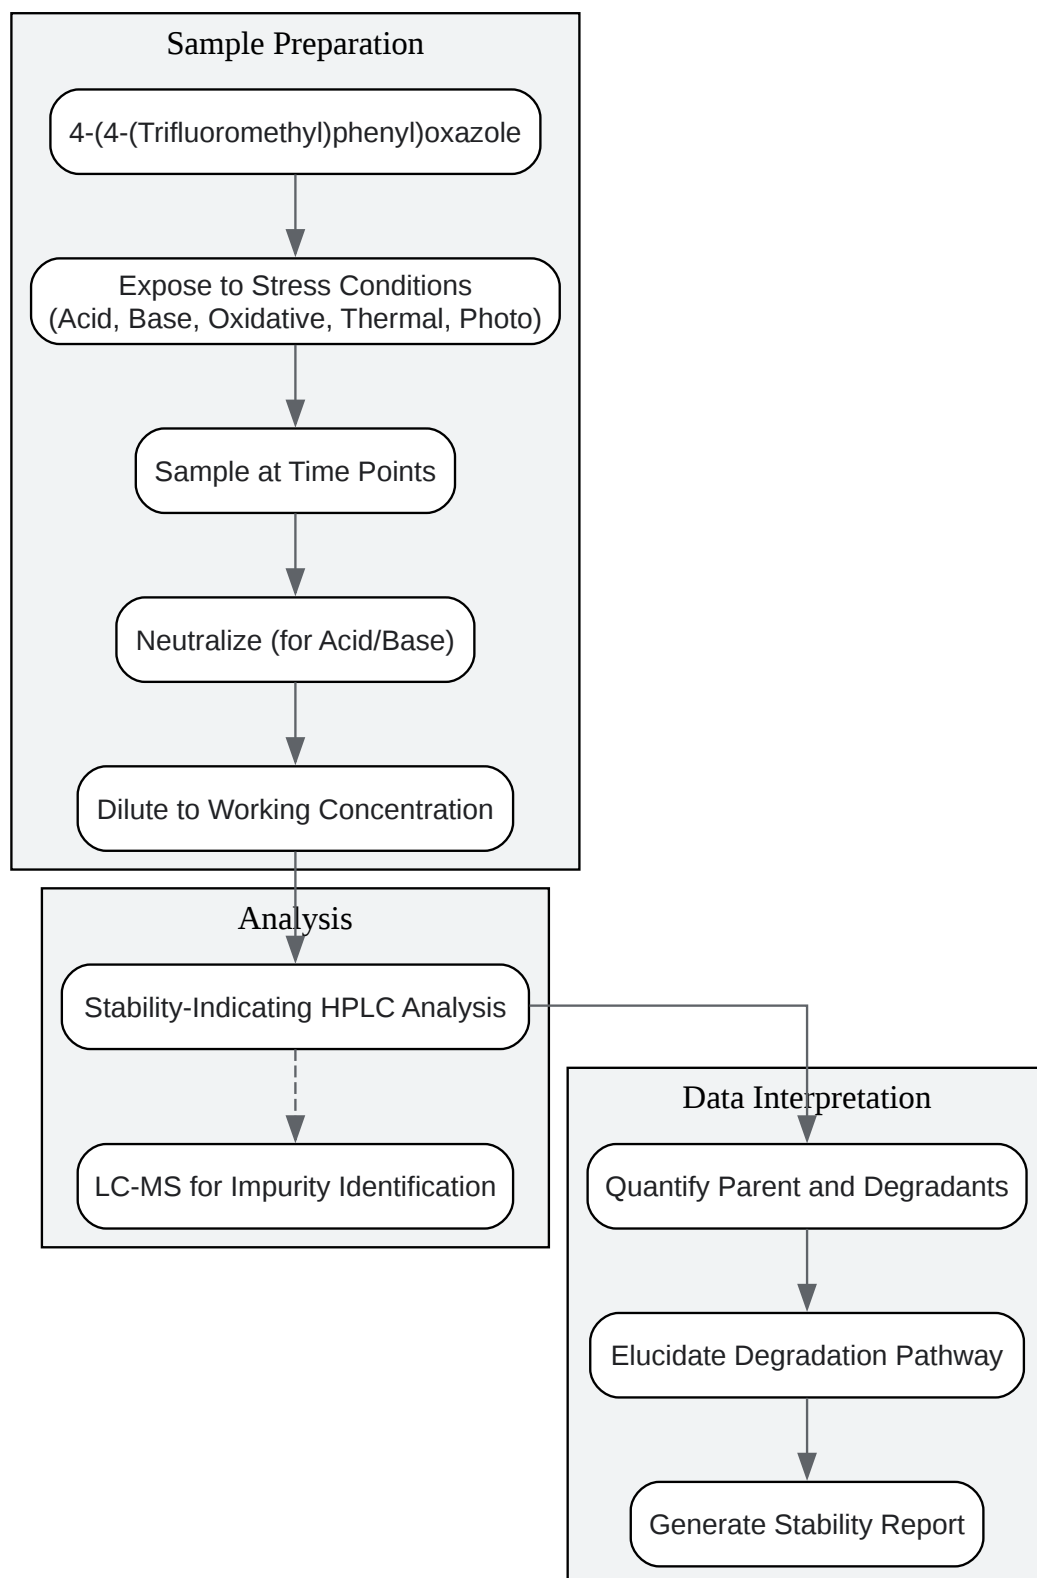 Sample Preparation
4-(4-(Trifluoromethyl)phenyl)oxazole
Expose to Stress Conditions
(Acid, Base, Oxidative, Thermal, Photo)
Sample at Time Points
Neutralize (for Acid/Base)
Dilute to Working Concentration
Analysis
Stability-Indicating HPLC Analysis
LC-MS for Impurity Identification
Data Interpretation
Quantify Parent and Degradants
Elucidate Degradation Pathway
Generate Stability Report